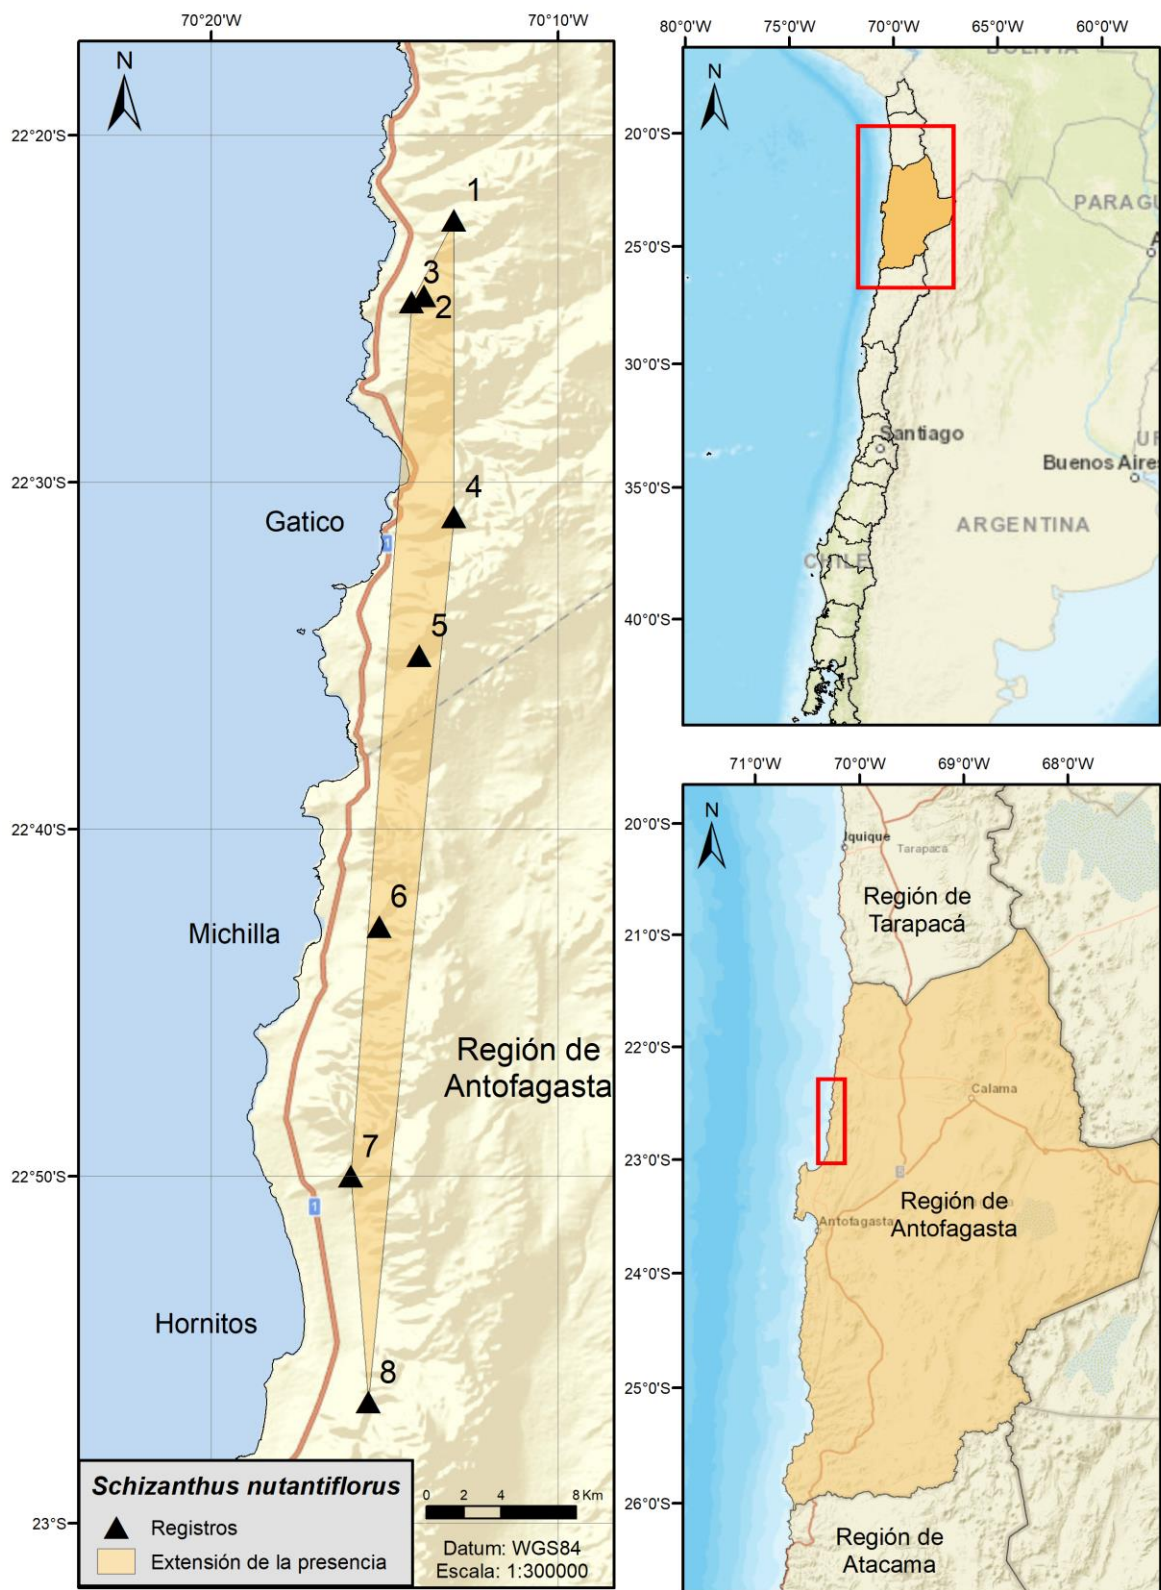 70°20'W
70°10'W
N
22°20'S
1
3
2
22°30'S
4
Gatico
1
5
22°40'S
6
Michilla
Región de
Antofagasta
7
22°50'S
1
Hornitos
8
23°S
Schizanthus nutantiflorus
Registros
Extensión de la presencia
0 2 4 8 Km
Datum: WGS84
Escala: 1:300000
80°0'W
75°0'W
70°0'W
65°0'W
60°0'W
BOLIVIA
N
20°0'S
PARAGU
A
25°0'S
30°0'S
Santiago
UR
Buenos Aires
35°0'S
ARGENTINA
CHILE
40°0'S
71°0'W
70°0'W
69°0'W
68°0'W
N
20°0'S
Iquique
Tarapacá
Región de
Tarapacá
21°0'S
22°0'S
Calama
23°0'S
Región de
Antofagasta
Antofagasta
24°0'S
25°0'S
26°0'S
Región de
Atacama